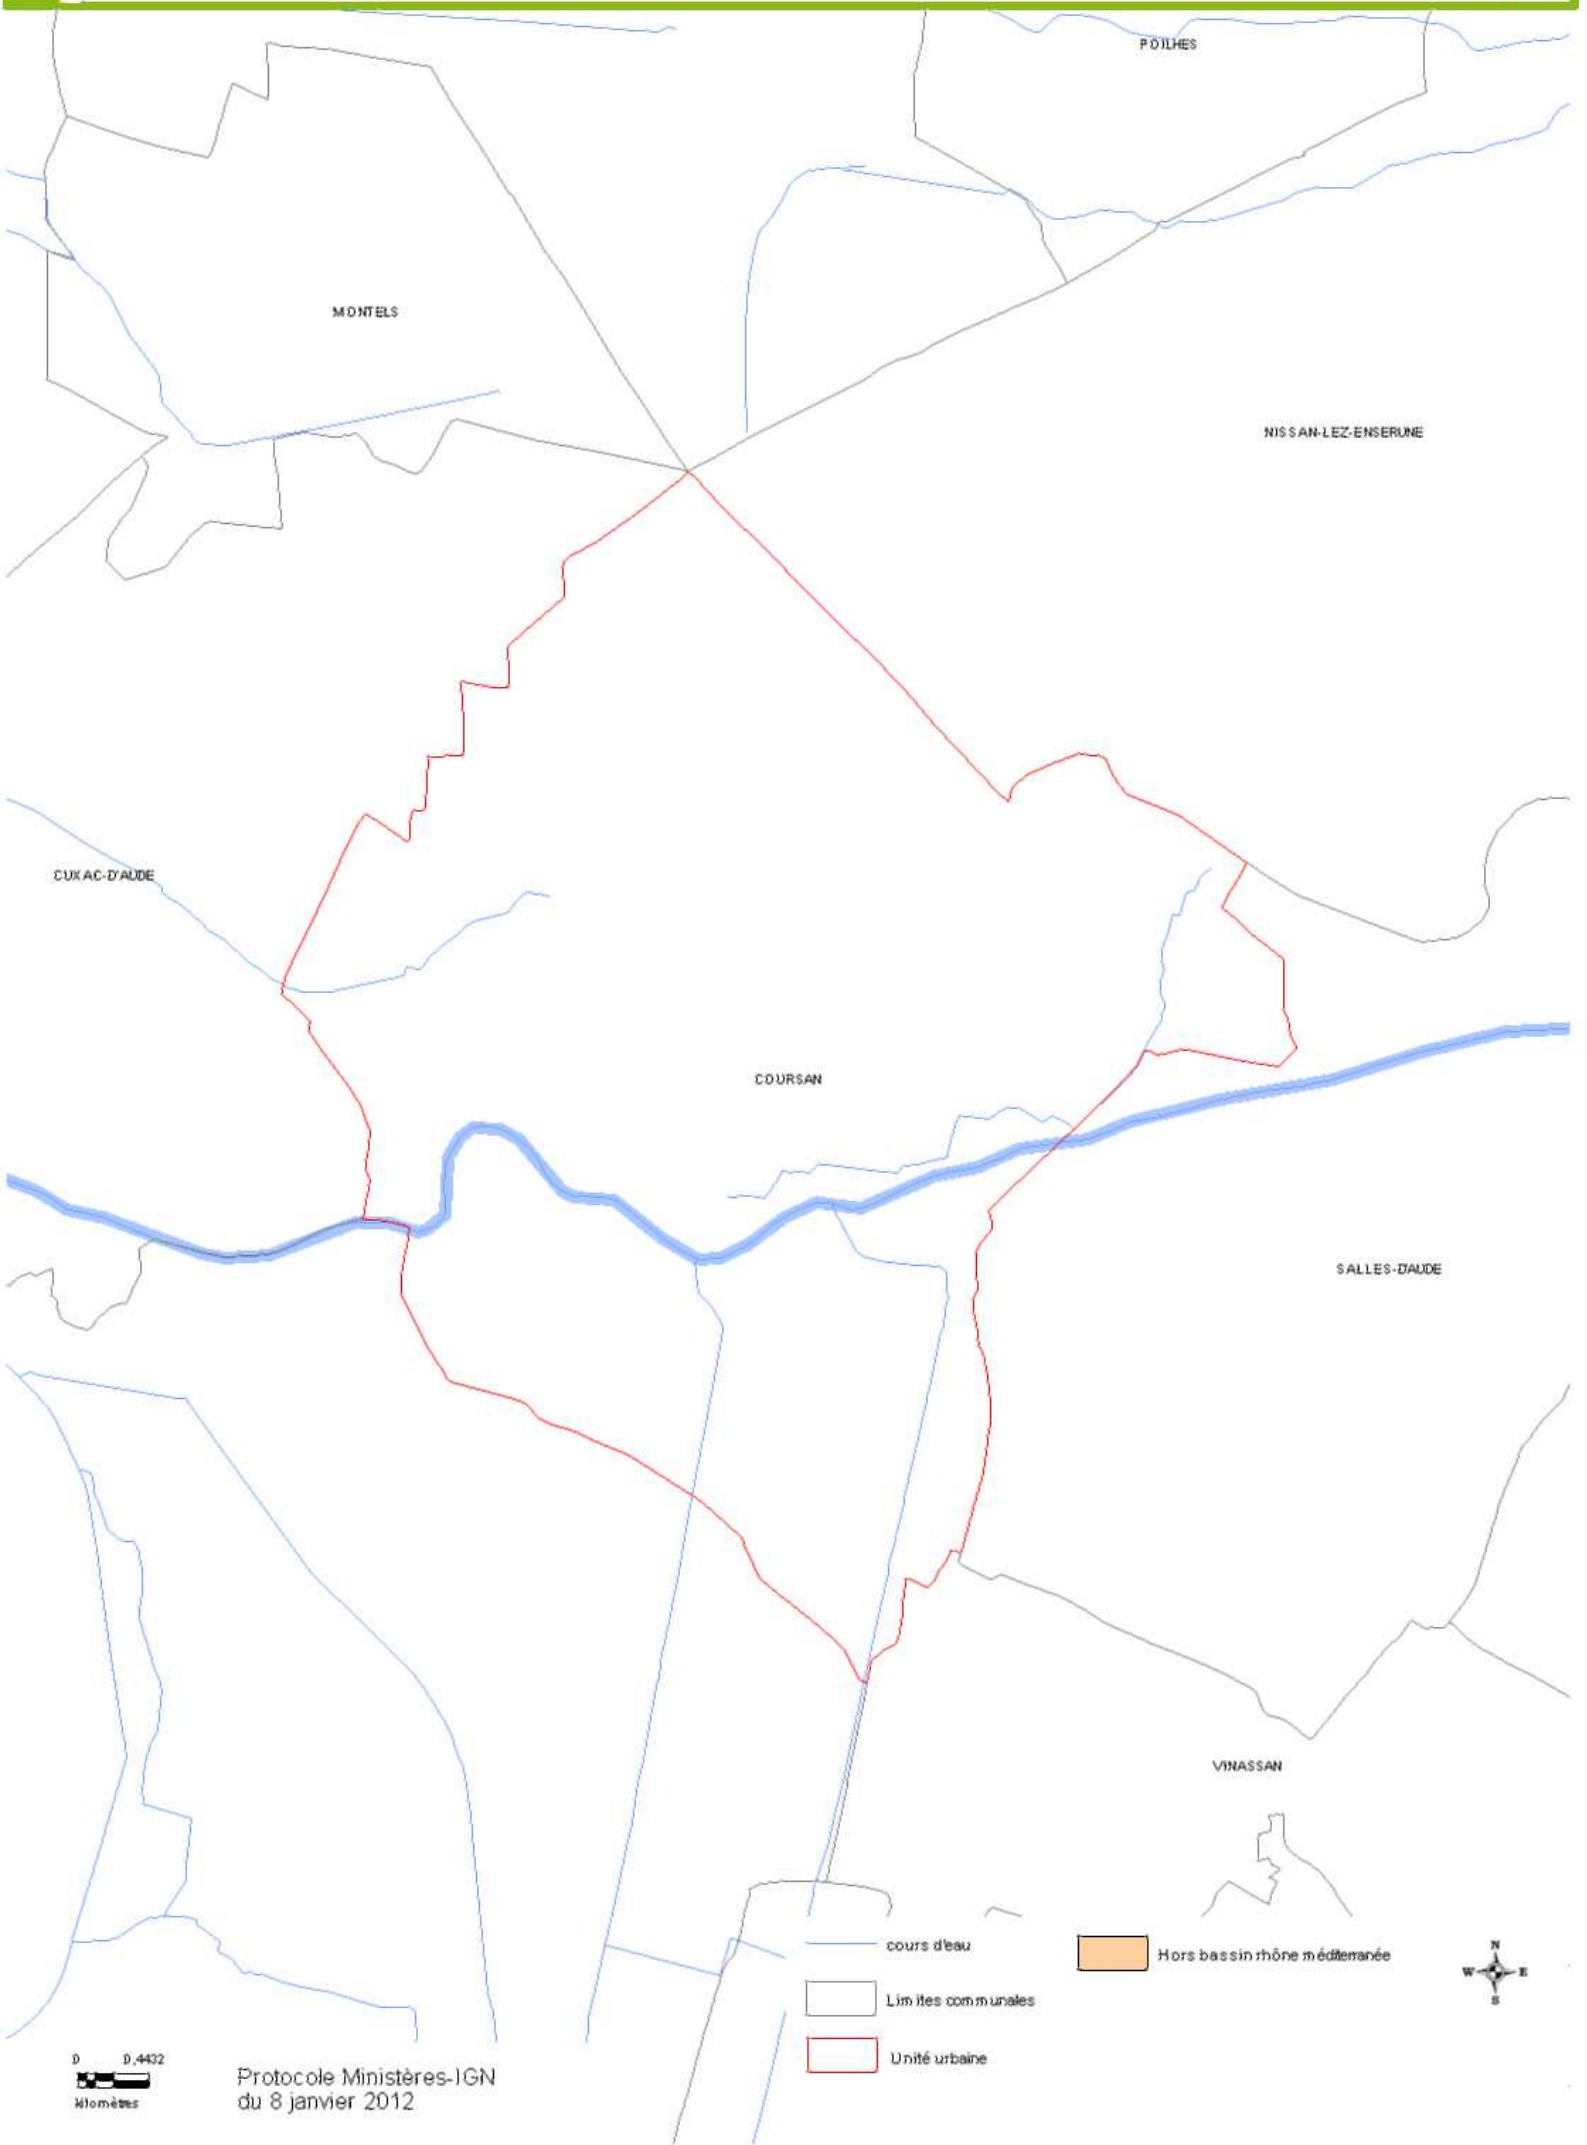 POILHES
MONTELS
NISSAN-LEZ-ENSERUNE
CUXAC-D'AUDE
COURSAN
SALLES-D'AUDE
VINASSAN
cours d'eau
Hors bassin rhône méditerranée
Limites communales
Unité urbaine
N
W E
S
0 0,4432
kilomètres
Protocole Ministères-IGN
du 8 janvier 2012